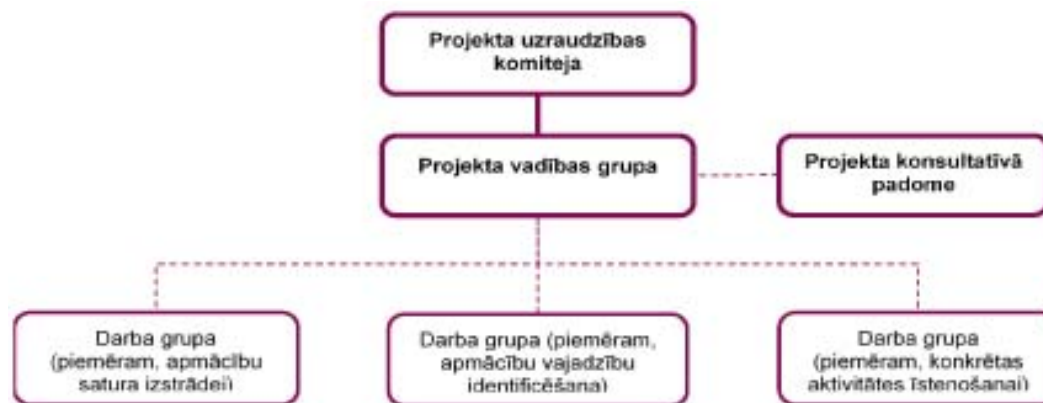 Projekta uzraudzības
komiteja
Projekta vadības grupa
Projekta konsultatīvā
padome
Darba grupa
(piemēram, apmācību
satura izstrādei)
Darba grupa (piemēram,
apmācību vajadzību
identificēšana)
Darba grupa
(piemēram, konkrētas
aktivitātes īstenošanai)